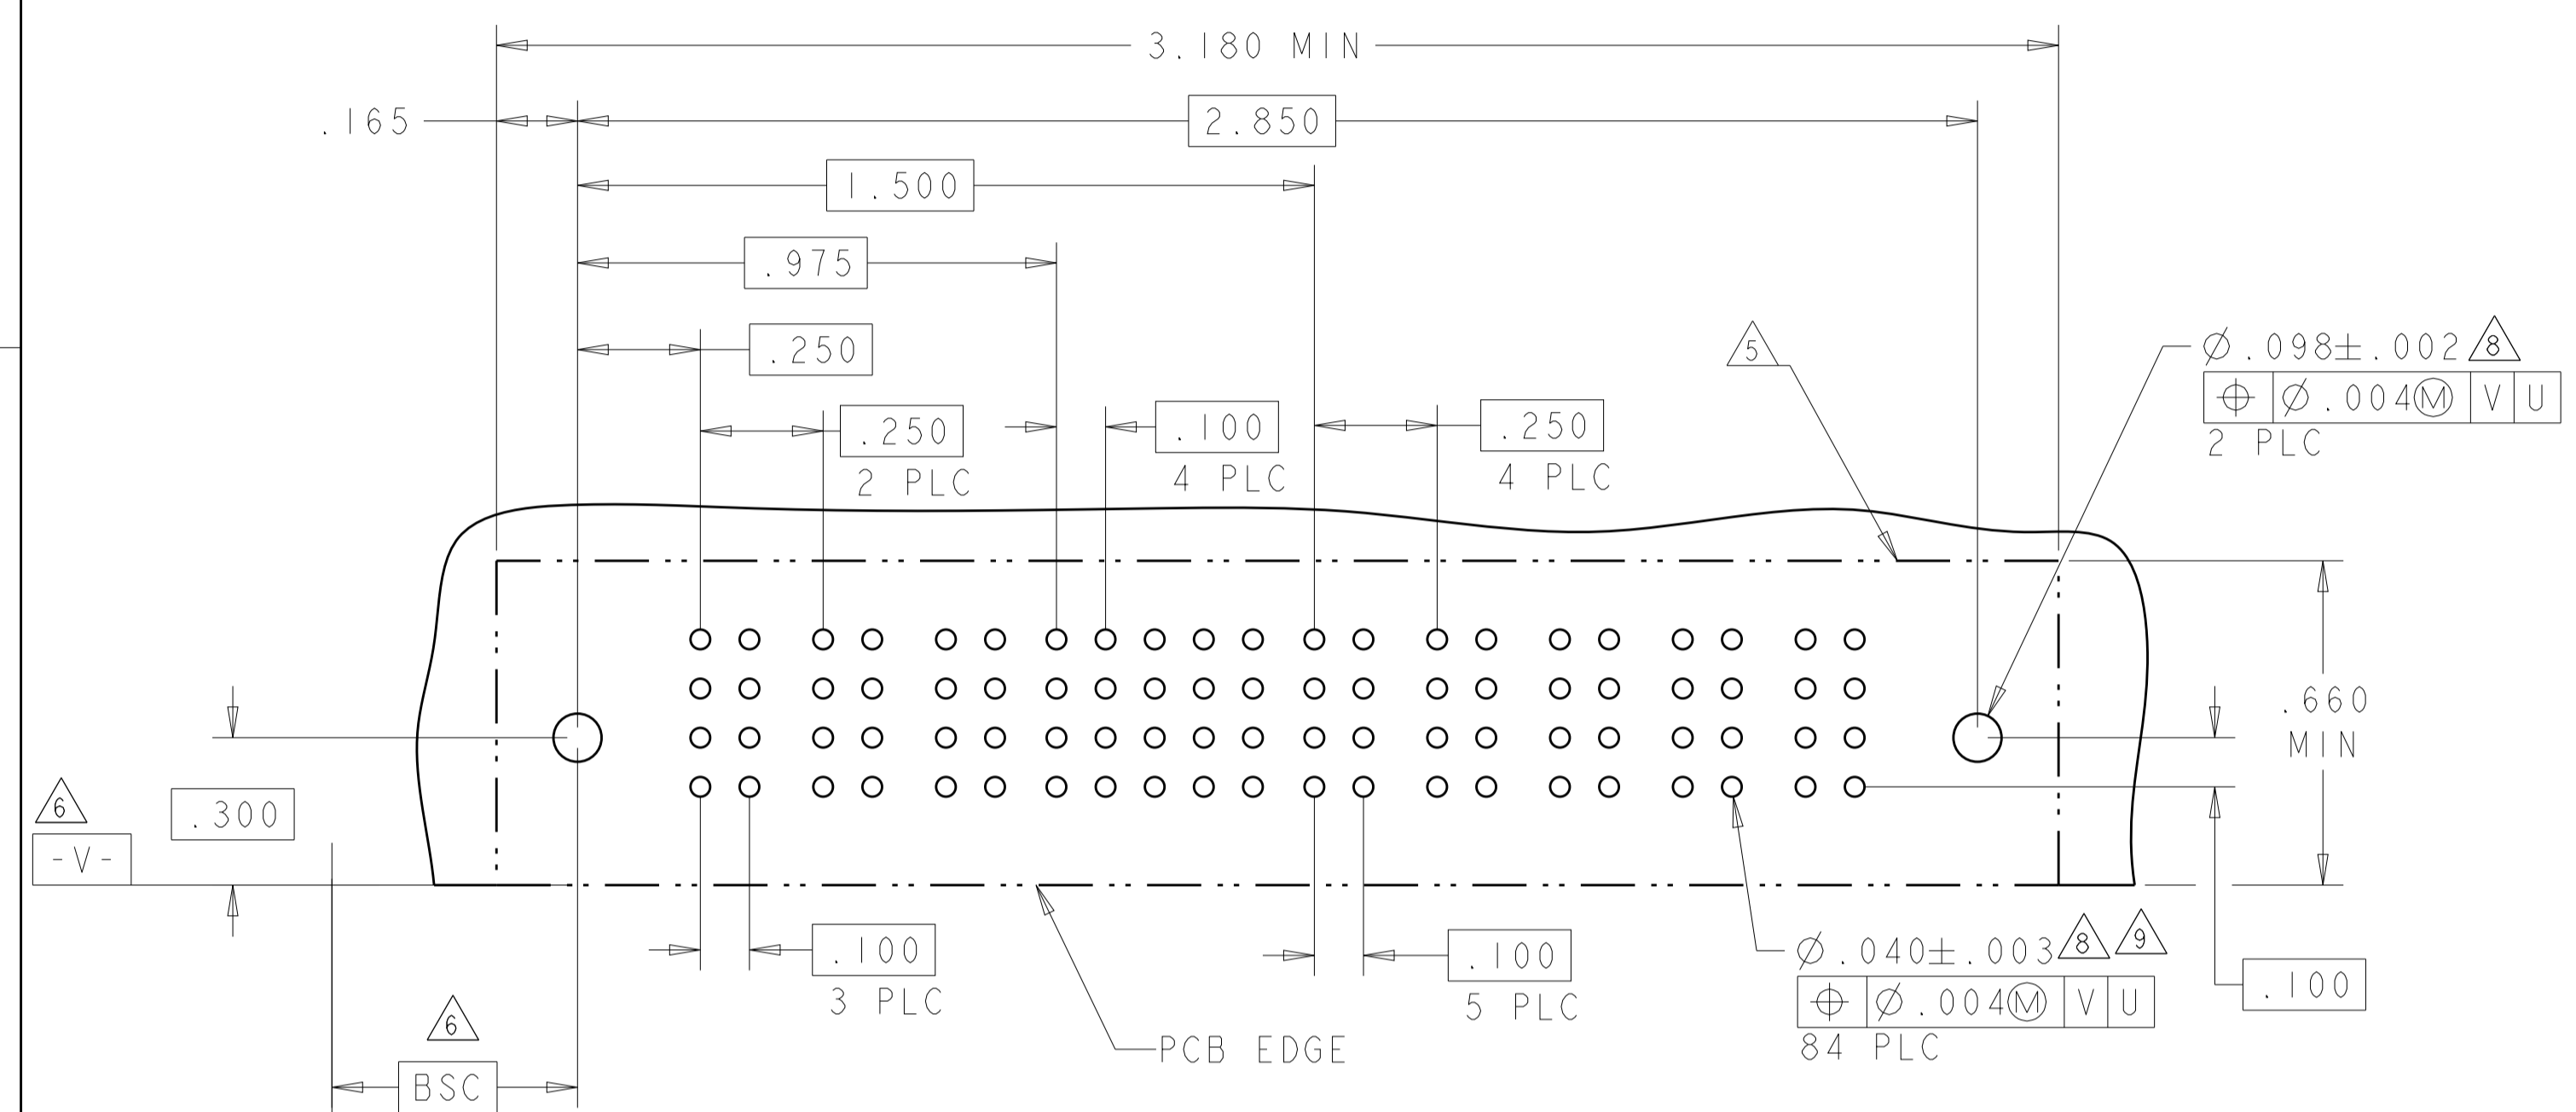 3.180 MIN
.165
2.850
1.500
.975
.250
5
Ø.098±.002 8
⌖ Ø.004Ⓜ V U
2 PLC
.250
2 PLC
.100
4 PLC
.250
4 PLC
.660
MIN
6
.300
-V-
.100
3 PLC
.100
5 PLC
Ø.040±.003 8 9
⌖ Ø.004Ⓜ V U
84 PLC
.100
6
BSC
PCB EDGE